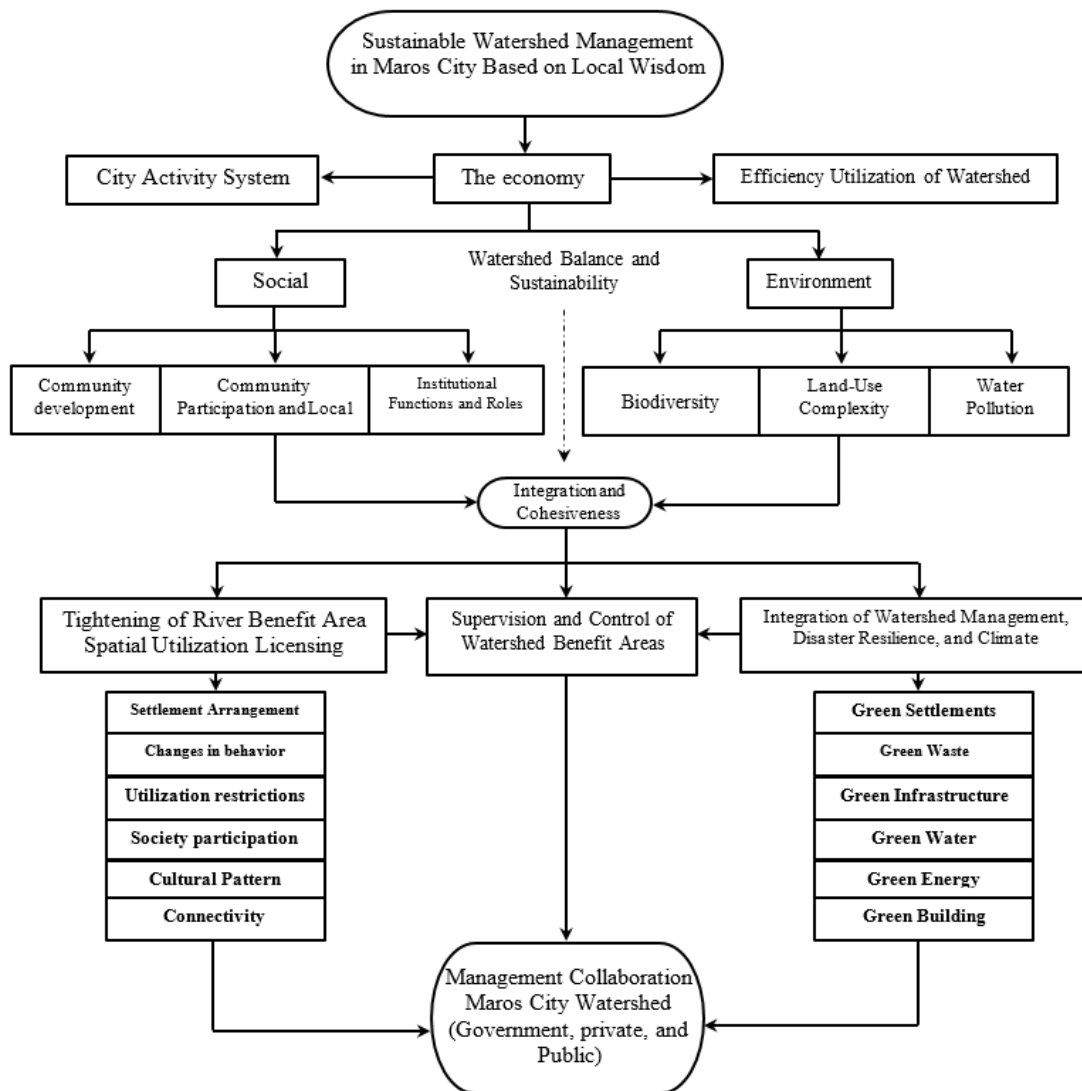 Sustainable Watershed Management
in Maros City Based on Local Wisdom
City Activity System
The economy
Efficiency Utilization of Watershed
Social
Watershed Balance and
Sustainability
Environment
Community
development
Community
Participation and Local
Institutional
Functions and Roles
Biodiversity
Land-Use
Complexity
Water
Pollution
Integration and
Cohesiveness
Tightening of River Benefit Area
Spatial Utilization Licensing
Supervision and Control of
Watershed Benefit Areas
Integration of Watershed Management,
Disaster Resilience, and Climate
Settlement Arrangement
Changes in behavior
Utilization restrictions
Society participation
Cultural Pattern
Connectivity
Green Settlements
Green Waste
Green Infrastructure
Green Water
Green Energy
Green Building
Management Collaboration
Maros City Watershed
(Government, private, and
Public)